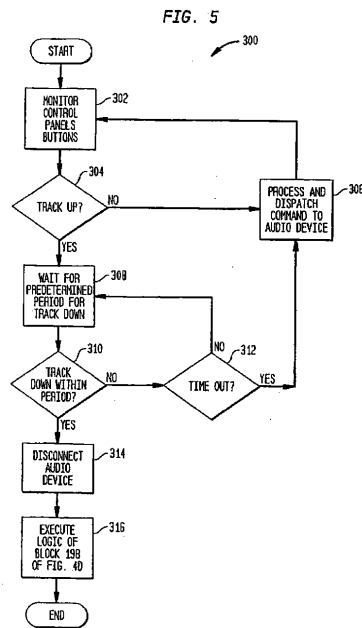 FIG. 5
300
START
MONITOR
CONTROL
PANELS
BUTTONS
302
304
TRACK UP?
NO
YES
PROCESS AND
DISPATCH
COMMAND TO
AUDIO DEVICE
306
WAIT FOR
PREDETERMINED
PERIOD FOR
TRACK DOWN
308
310
TRACK
DOWN WITHIN
PERIOD?
NO
YES
312
TIME OUT?
NO
YES
DISCONNECT
AUDIO
DEVICE
314
EXECUTE
LOGIC OF
BLOCK 198
OF FIG. 4D
316
END